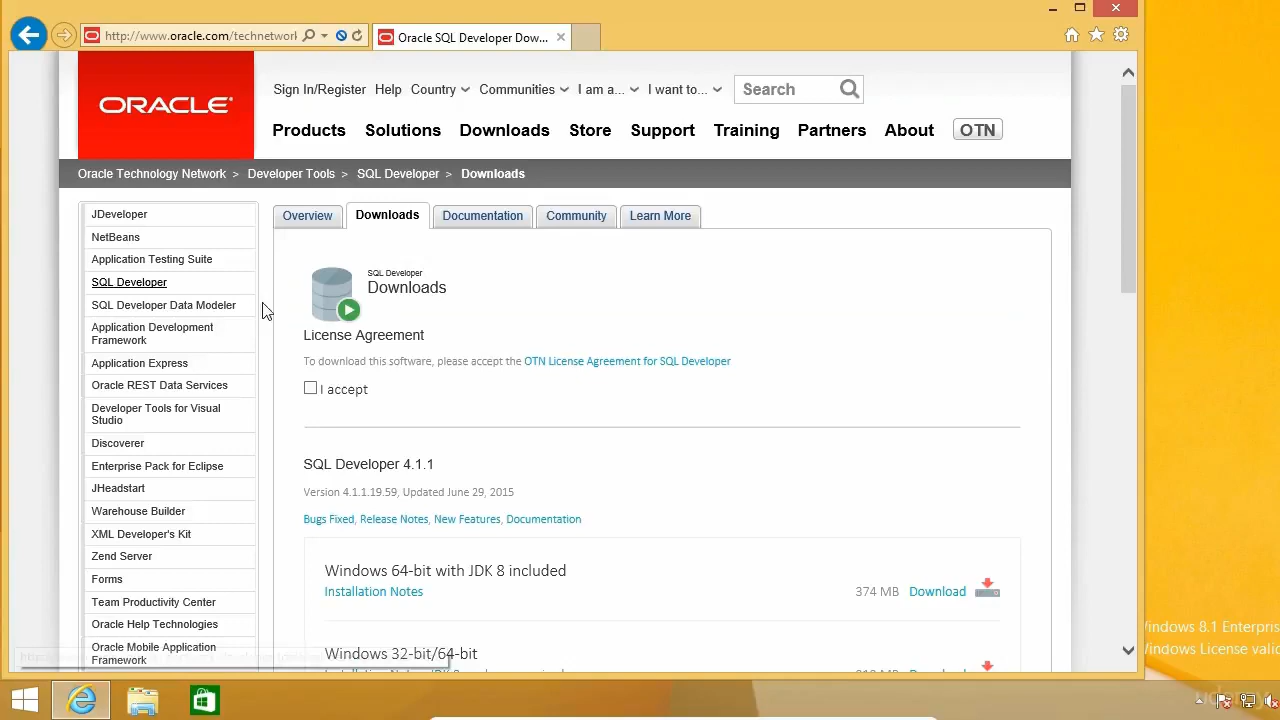 http://www.oracle.com/technetwork
Oracle SQL Developer Dow...
ORACLE
Sign In/Register Help Country Communities I am a... I want to... Search
Products Solutions Downloads Store Support Training Partners About OTN
Oracle Technology Network > Developer Tools > SQL Developer > Downloads
JDeveloper
NetBeans
Application Testing Suite
SQL Developer
SQL Developer Data Modeler
Application Development
Framework
Application Express
Oracle REST Data Services
Developer Tools for Visual
Studio
Discoverer
Enterprise Pack for Eclipse
JHeadstart
Warehouse Builder
XML Developer's Kit
Zend Server
Forms
Team Productivity Center
Oracle Help Technologies
Oracle Mobile Application
Framework
Overview Downloads Documentation Community Learn More
SQL Developer
Downloads
License Agreement
To download this software, please accept the OTN License Agreement for SQL Developer
I accept
SQL Developer 4.1.1
Version 4.1.1.19.59, Updated June 29, 2015
Bugs Fixed, Release Notes, New Features, Documentation
Windows 64-bit with JDK 8 included
Installation Notes 374 MB Download
Windows 32-bit/64-bit
indows 8.1 Enterpris
indows License valid